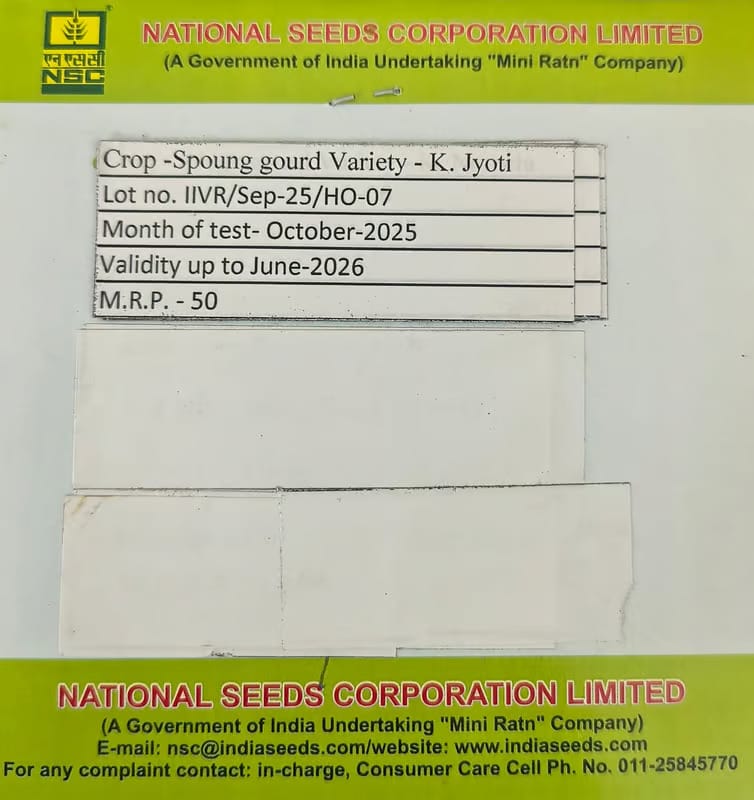 NATIONAL SEEDS CORPORATION LIMITED
(A Government of India Undertaking "Mini Ratn" Company)
एन एस सी
NSC
Crop -Spoung gourd Variety - K. Jyoti
Lot no. IIVR/Sep-25/HO-07
Month of test- October-2025
Validity up to June-2026
M.R.P. - 50
NATIONAL SEEDS CORPORATION LIMITED
(A Government of India Undertaking "Mini Ratn" Company)
E-mail: nsc@indiaseeds.com/website: www.indiaseeds.com
For any complaint contact: in-charge, Consumer Care Cell Ph. No. 011-25845770